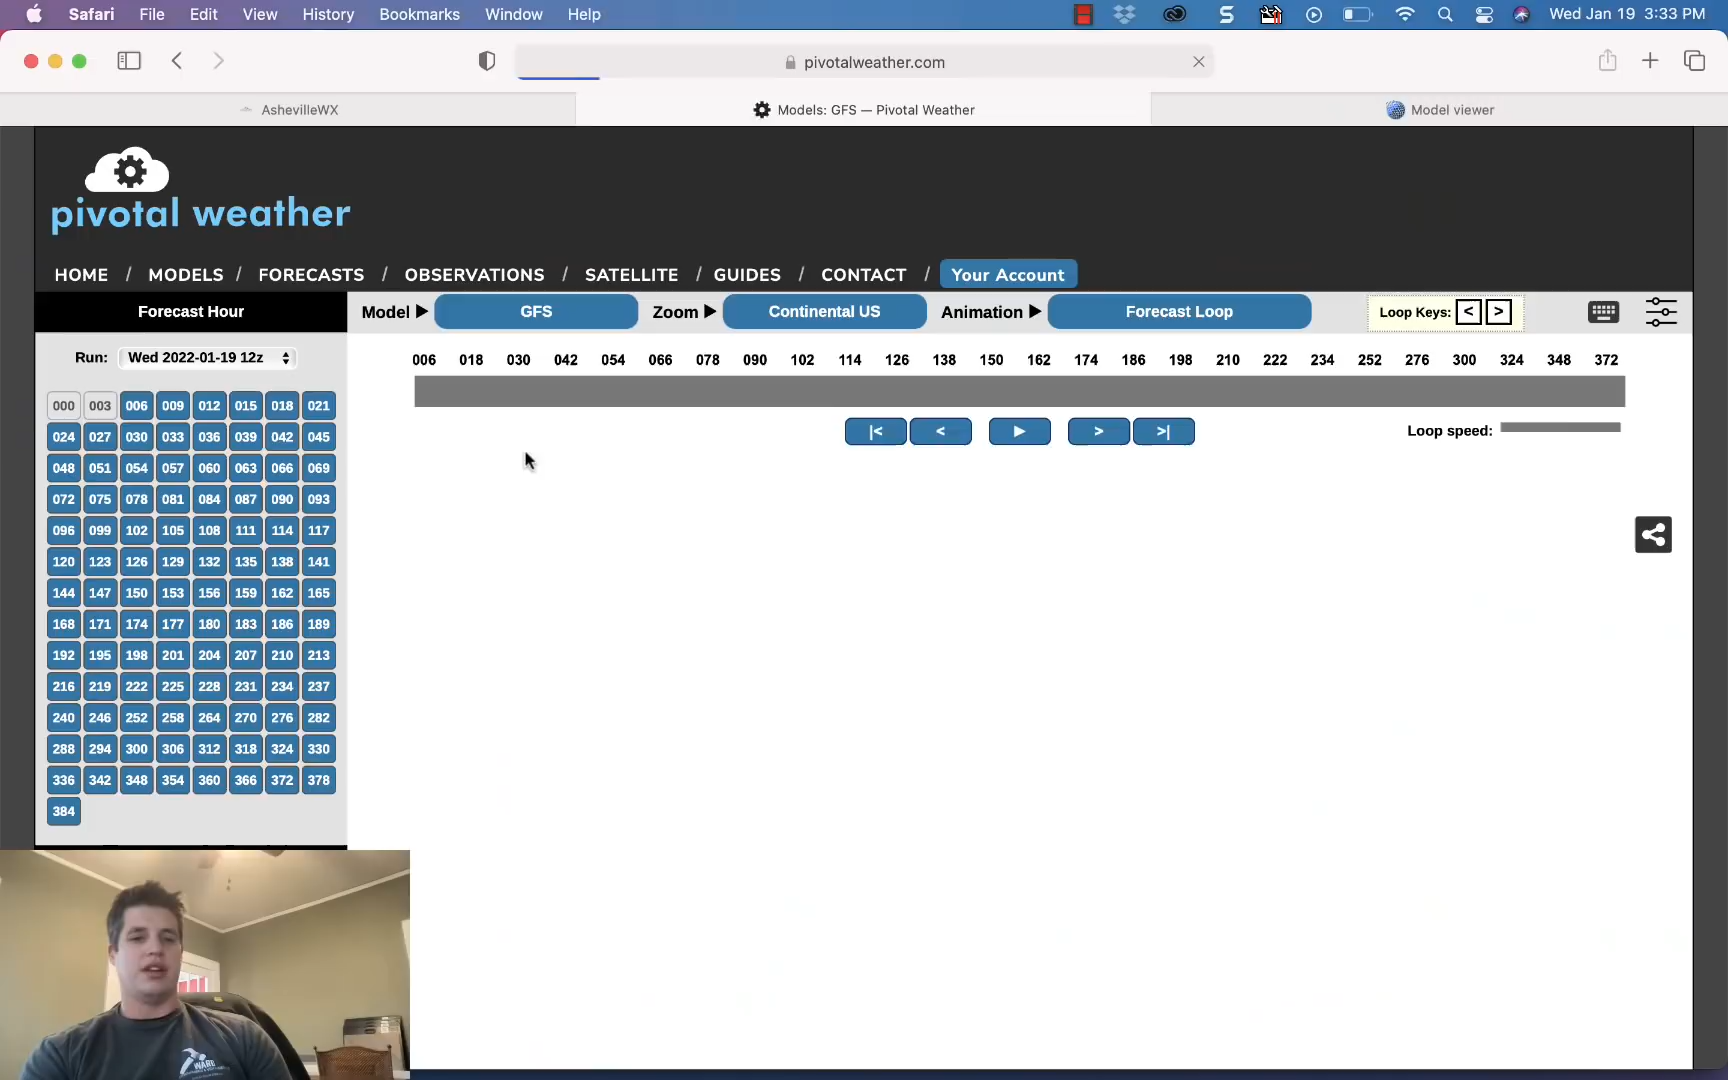 Safari File Edit View History Bookmarks Window Help Wed Jan 19 3:33 PM
pivotalweather.com
AshevilleWX Models: GFS — Pivotal Weather Model viewer
pivotal weather
HOME / MODELS / FORECASTS / OBSERVATIONS / SATELLITE / GUIDES / CONTACT / Your Account
Forecast Hour Model GFS Zoom Continental US Animation Forecast Loop Loop Keys: < >
Run: Wed 2022-01-19 12z
006 018 030 042 054 066 078 090 102 114 126 138 150 162 174 186 198 210 222 234 252 276 300 324 348 372
|< < > >| Loop speed:
000 003 006 009 012 015 018 021
024 027 030 033 036 039 042 045
048 051 054 057 060 063 066 069
072 075 078 081 084 087 090 093
096 099 102 105 108 111 114 117
120 123 126 129 132 135 138 141
144 147 150 153 156 159 162 165
168 171 174 177 180 183 186 189
192 195 198 201 204 207 210 213
216 219 222 225 228 231 234 237
240 246 252 258 264 270 276 282
288 294 300 306 312 318 324 330
336 342 348 354 360 366 372 378
384
WARE